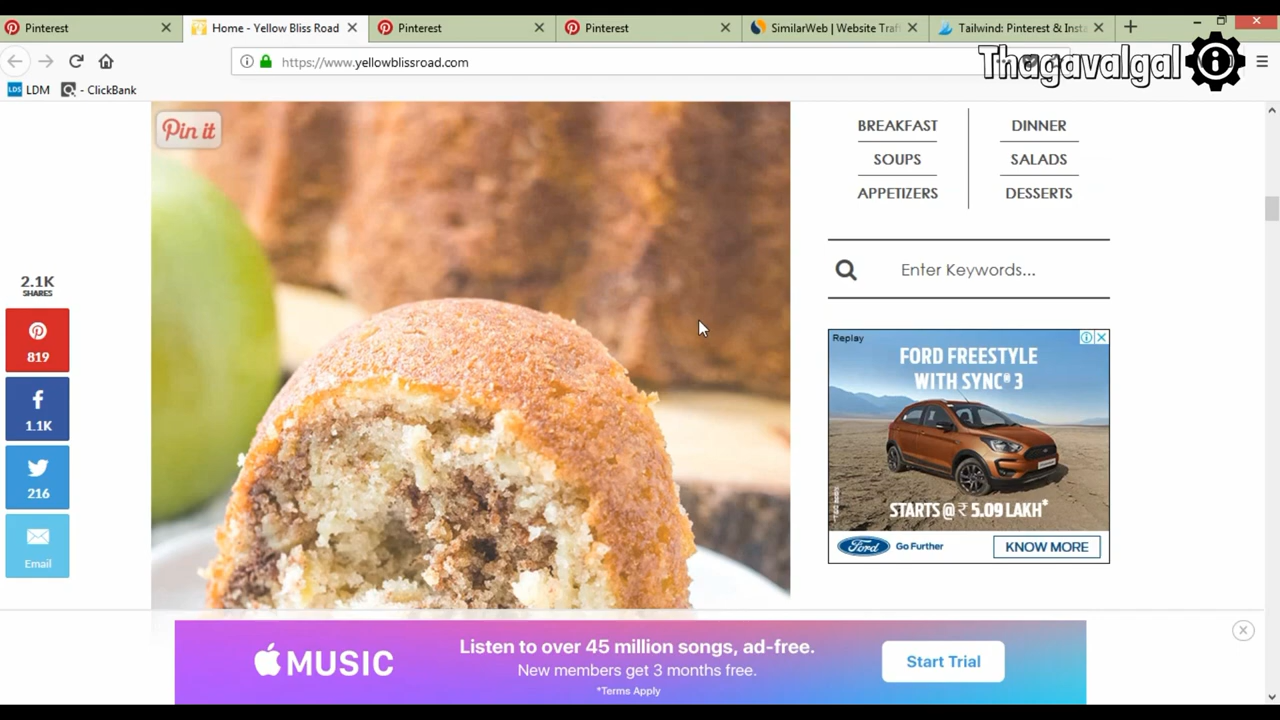 Pinterest
Home - Yellow Bliss Road
Pinterest
Pinterest
SimilarWeb | Website Traf
Tailwind: Pinterest & Insta
https://www.yellowblissroad.com
Thagavalgal
LDM
- ClickBank
Pin it
BREAKFAST
DINNER
SOUPS
SALADS
APPETIZERS
DESSERTS
Enter Keywords...
2.1K
SHARES
819
1.1K
216
Email
Replay
FORD FREESTYLE
WITH SYNC® 3
STARTS @ ₹ 5.09 LAKH*
Ford
Go Further
KNOW MORE
MUSIC
Listen to over 45 million songs, ad-free.
New members get 3 months free.
*Terms Apply
Start Trial